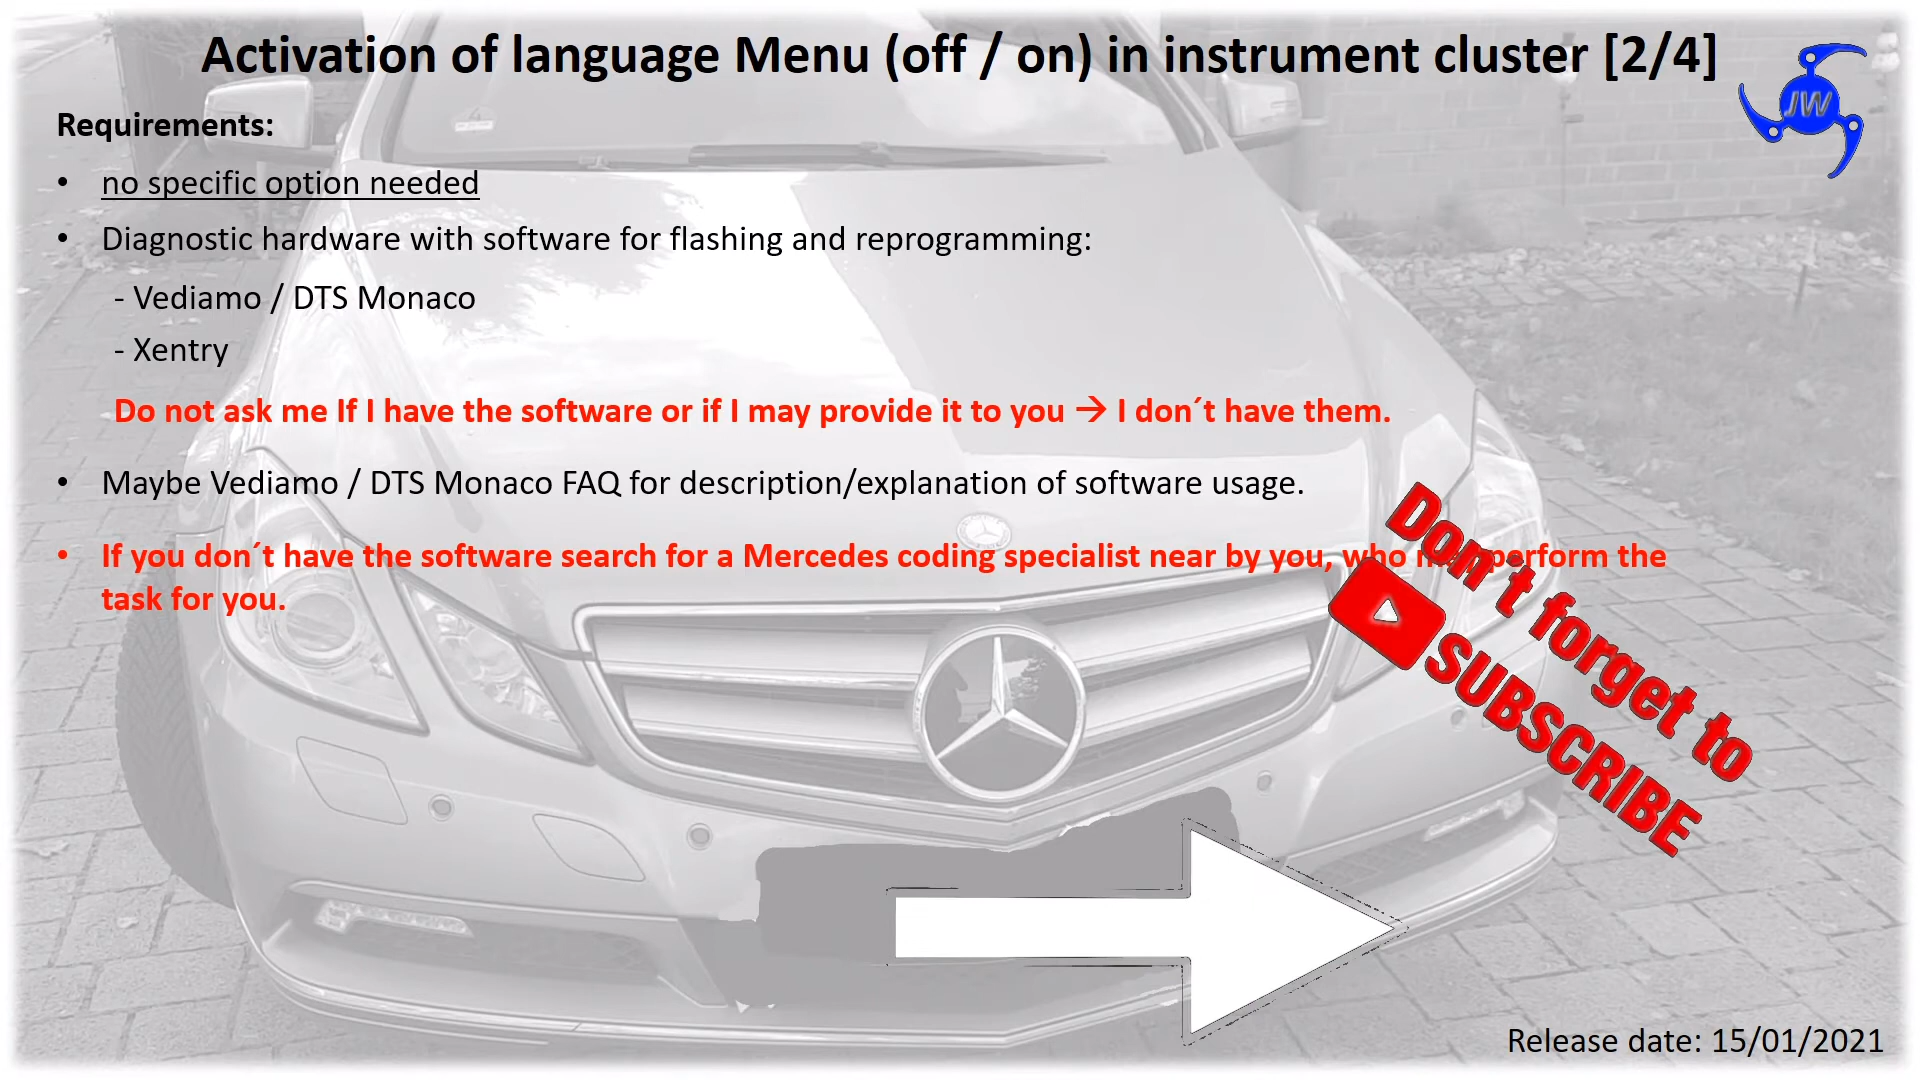 Activation of language Menu (off / on) in instrument cluster [2/4]
JW
Requirements:
• no specific option needed
• Diagnostic hardware with software for flashing and reprogramming:
- Vediamo / DTS Monaco
- Xentry
Do not ask me If I have the software or if I may provide it to you → I don´t have them.
• Maybe Vediamo / DTS Monaco FAQ for description/explanation of software usage.
• If you don´t have the software search for a Mercedes coding specialist near by you, who perform the
task for you.
Don't forget to
SUBSCRIBE
Release date: 15/01/2021